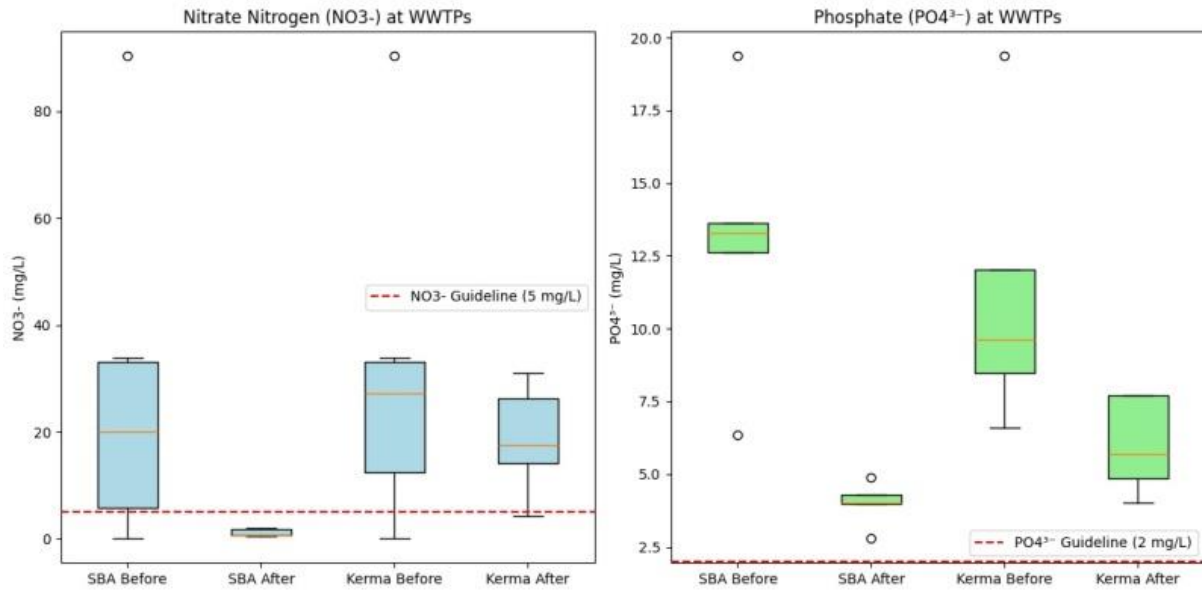 Nitrate Nitrogen (NO3-) at WWTPs
NO3- (mg/L)
80
60
40
20
0
NO3- Guideline (5 mg/L)
SBA Before
SBA After
Kerma Before
Kerma After
Phosphate (PO4³⁻) at WWTPs
PO4³⁻ (mg/L)
20.0
17.5
15.0
12.5
10.0
7.5
5.0
2.5
PO4³⁻ Guideline (2 mg/L)
SBA Before
SBA After
Kerma Before
Kerma After